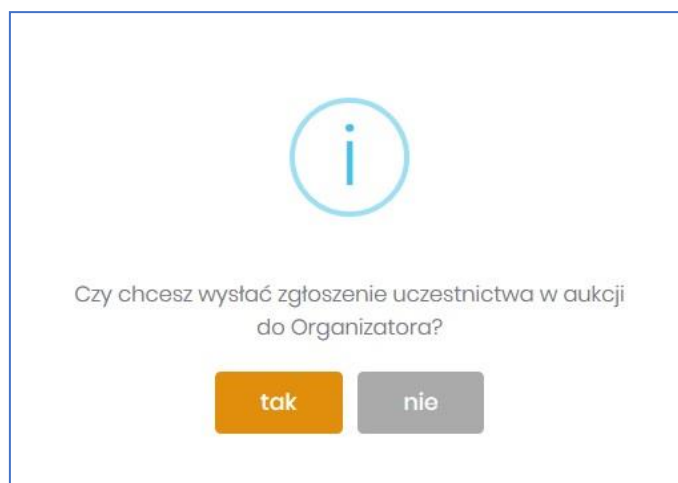 Czy chcesz wysłać zgłoszenie uczestnictwa w aukcji
do Organizatora?
tak nie